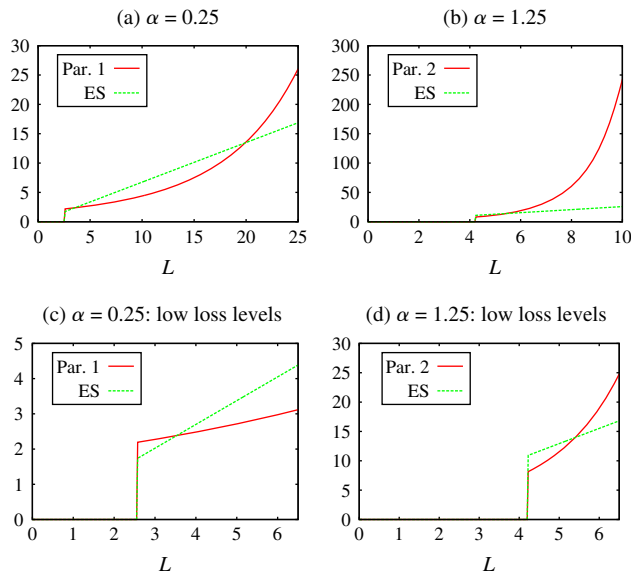 (a) α = 0.25
30
25
20
15
10
5
0
0 5 10 15 20 25
Par. 1
ES
L
(b) α = 1.25
300
250
200
150
100
50
0
0 2 4 6 8 10
Par. 2
ES
L
(c) α = 0.25: low loss levels
5
4
3
2
1
0
0 1 2 3 4 5 6
Par. 1
ES
L
(d) α = 1.25: low loss levels
30
25
20
15
10
5
0
0 1 2 3 4 5 6
Par. 2
ES
L